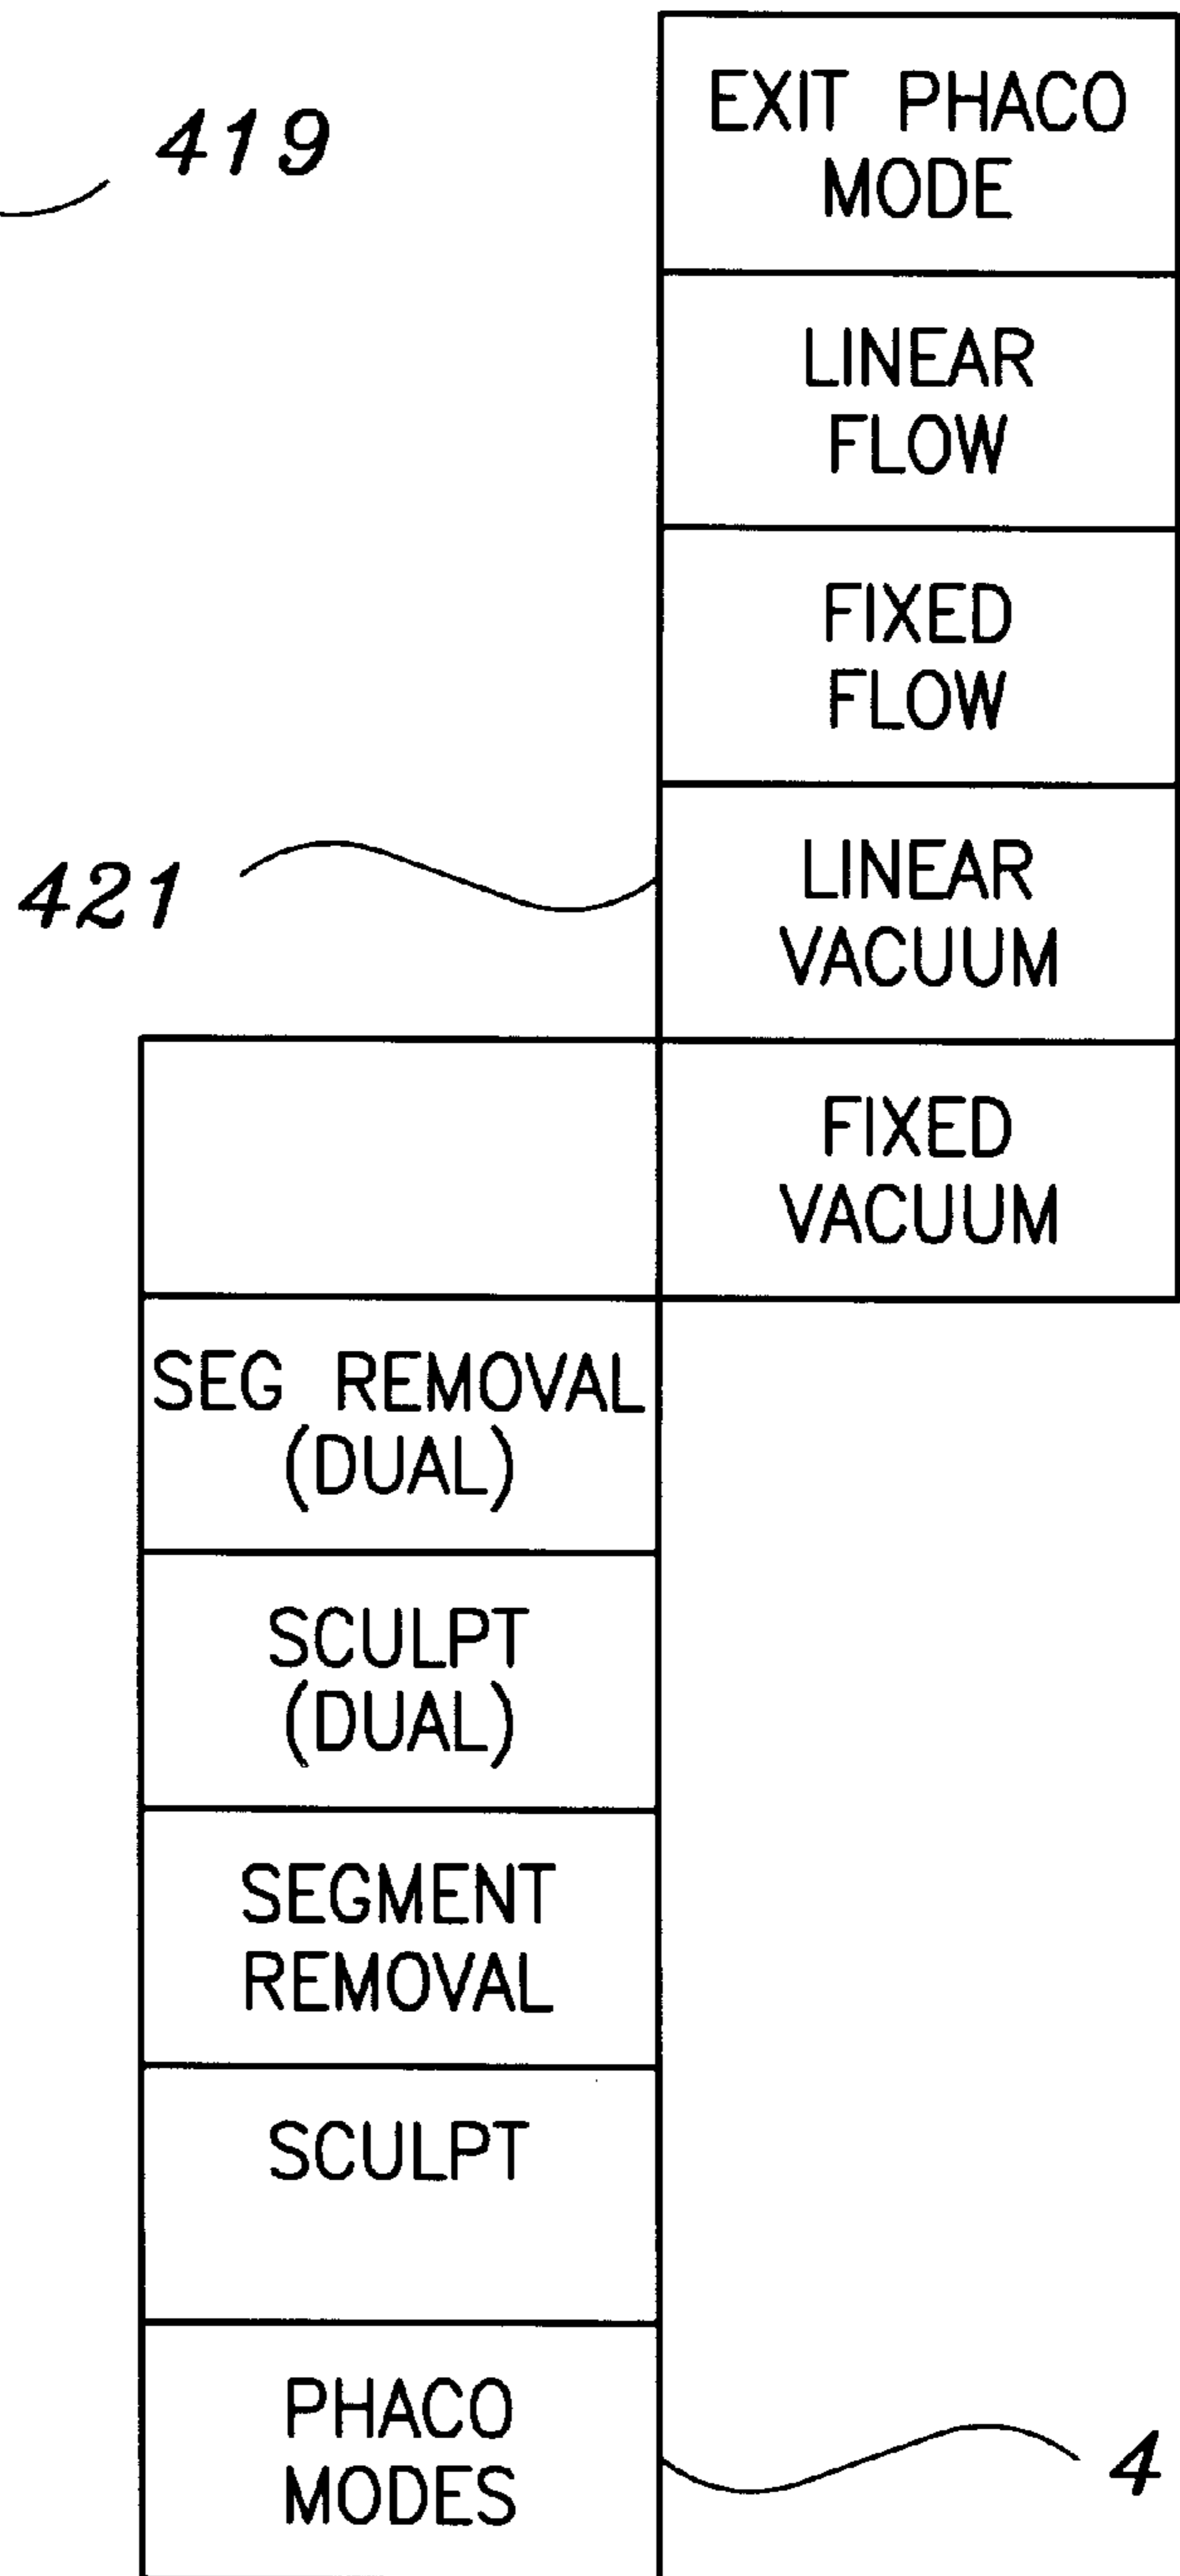 419
EXIT PHACO
MODE
LINEAR
FLOW
FIXED
FLOW
421
LINEAR
VACUUM
FIXED
VACUUM
SEG REMOVAL
(DUAL)
SCULPT
(DUAL)
SEGMENT
REMOVAL
SCULPT
PHACO
MODES
4